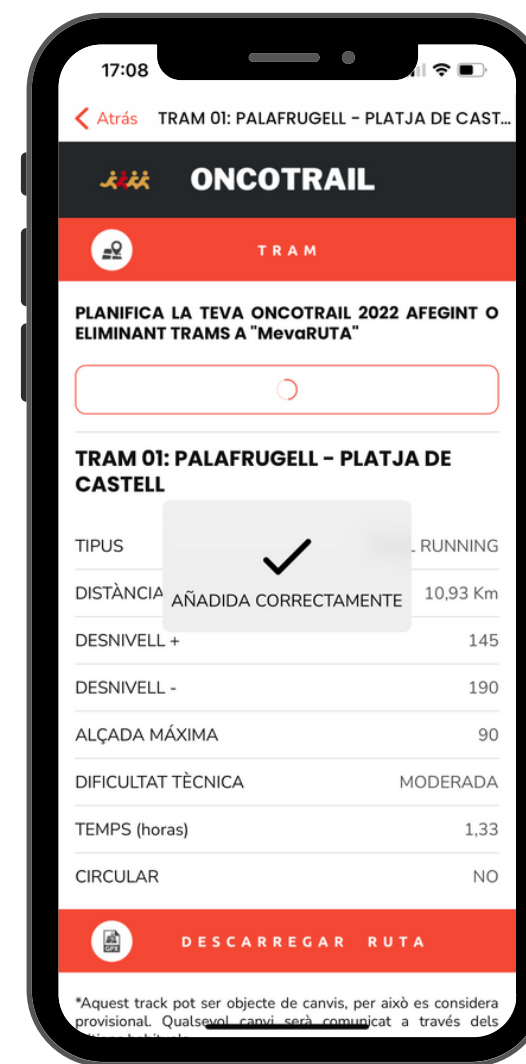 17:08
Atrás TRAM 01: PALAFRUGELL - PLATJA DE CAST...
ONCOTRAIL
TRAM
PLANIFICA LA TEVA ONCOTRAIL 2022 AFEGINT O
ELIMINANT TRAMS A "MevaRUTA"
TRAM 01: PALAFRUGELL - PLATJA DE
CASTELL
TIPUS RUNNING
DISTÀNCIA 10,93 Km
AÑADIDA CORRECTAMENTE
DESNIVELL + 145
DESNIVELL - 190
ALÇADA MÁXIMA 90
DIFICULTAT TÈCNICA MODERADA
TEMPS (horas) 1,33
CIRCULAR NO
GPX
DESCARREGAR RUTA
*Aquest track pot ser objecte de canvis, per això es considera
provisional. Qualsevol canvi serà comunicat a través dels